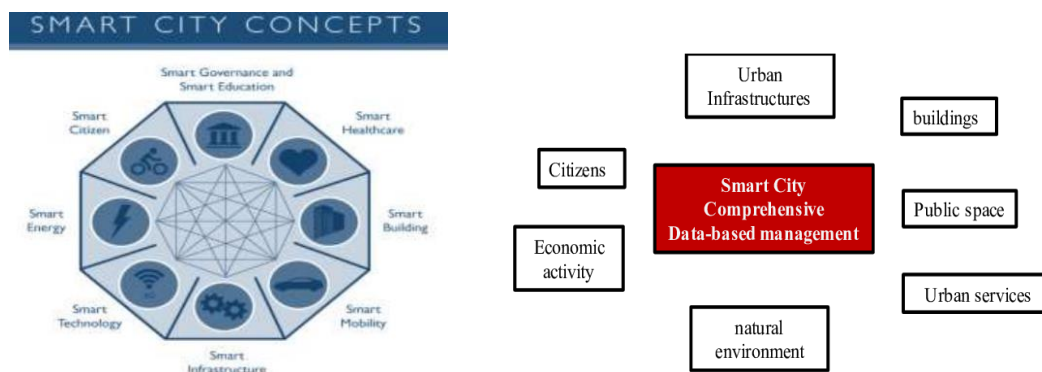 SMART CITY CONCEPTS
Smart Governance and
Smart Education
Smart
Citizen
Smart
Healthcare
Smart
Energy
Smart
Building
Smart
Technology
Smart
Mobility
Smart
Infrastructure
Urban
Infrastructures
buildings
Citizens
Smart City
Comprehensive
Data-based management
Public space
Economic
activity
Urban services
natural
environment